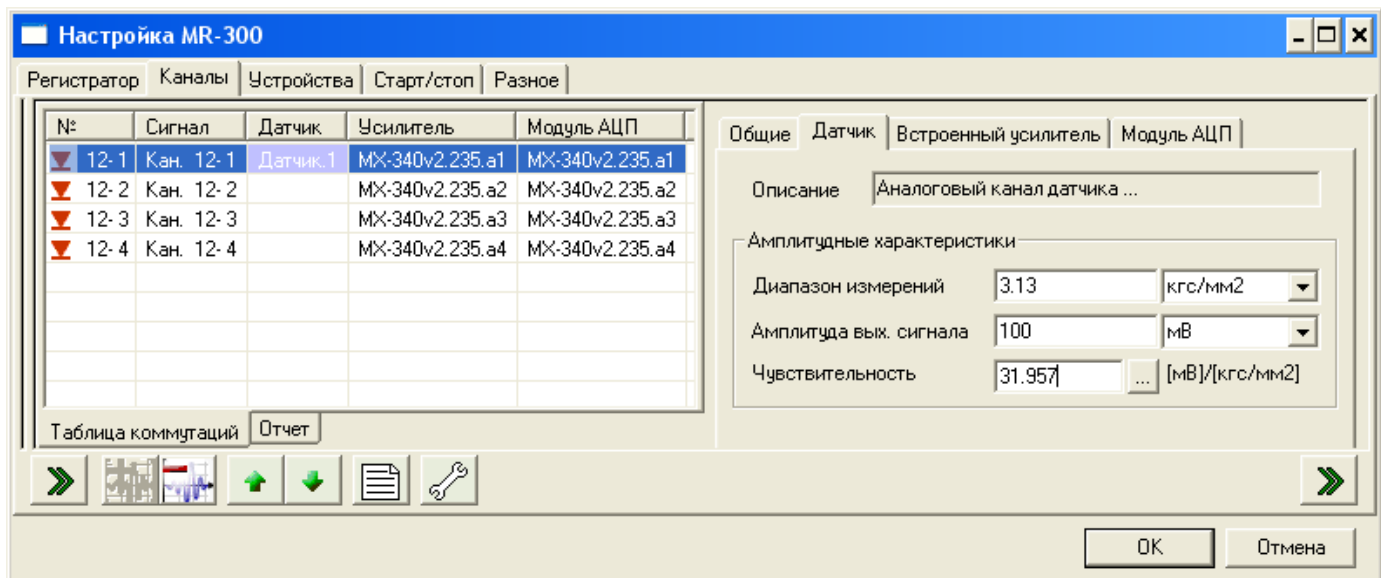 Настройка MR-300
Регистратор Каналы Устройства Старт/стоп Разное
№ Сигнал Датчик Усилитель Модуль АЦП
12- 1 Кан. 12- 1 Датчик.1 MX-340v2.235.a1 MX-340v2.235.a1
12- 2 Кан. 12- 2 MX-340v2.235.a2 MX-340v2.235.a2
12- 3 Кан. 12- 3 MX-340v2.235.a3 MX-340v2.235.a3
12- 4 Кан. 12- 4 MX-340v2.235.a4 MX-340v2.235.a4
Таблица коммутаций Отчет
Общие Датчик Встроенный усилитель Модуль АЦП
Описание Аналоговый канал датчика ...
Амплитудные характеристики
Диапазон измерений 3.13 кгс/мм2
Амплитуда вых. сигнала 100 мВ
Чувствительность 31.957 ... [мВ]/[кгс/мм2]
OK Отмена